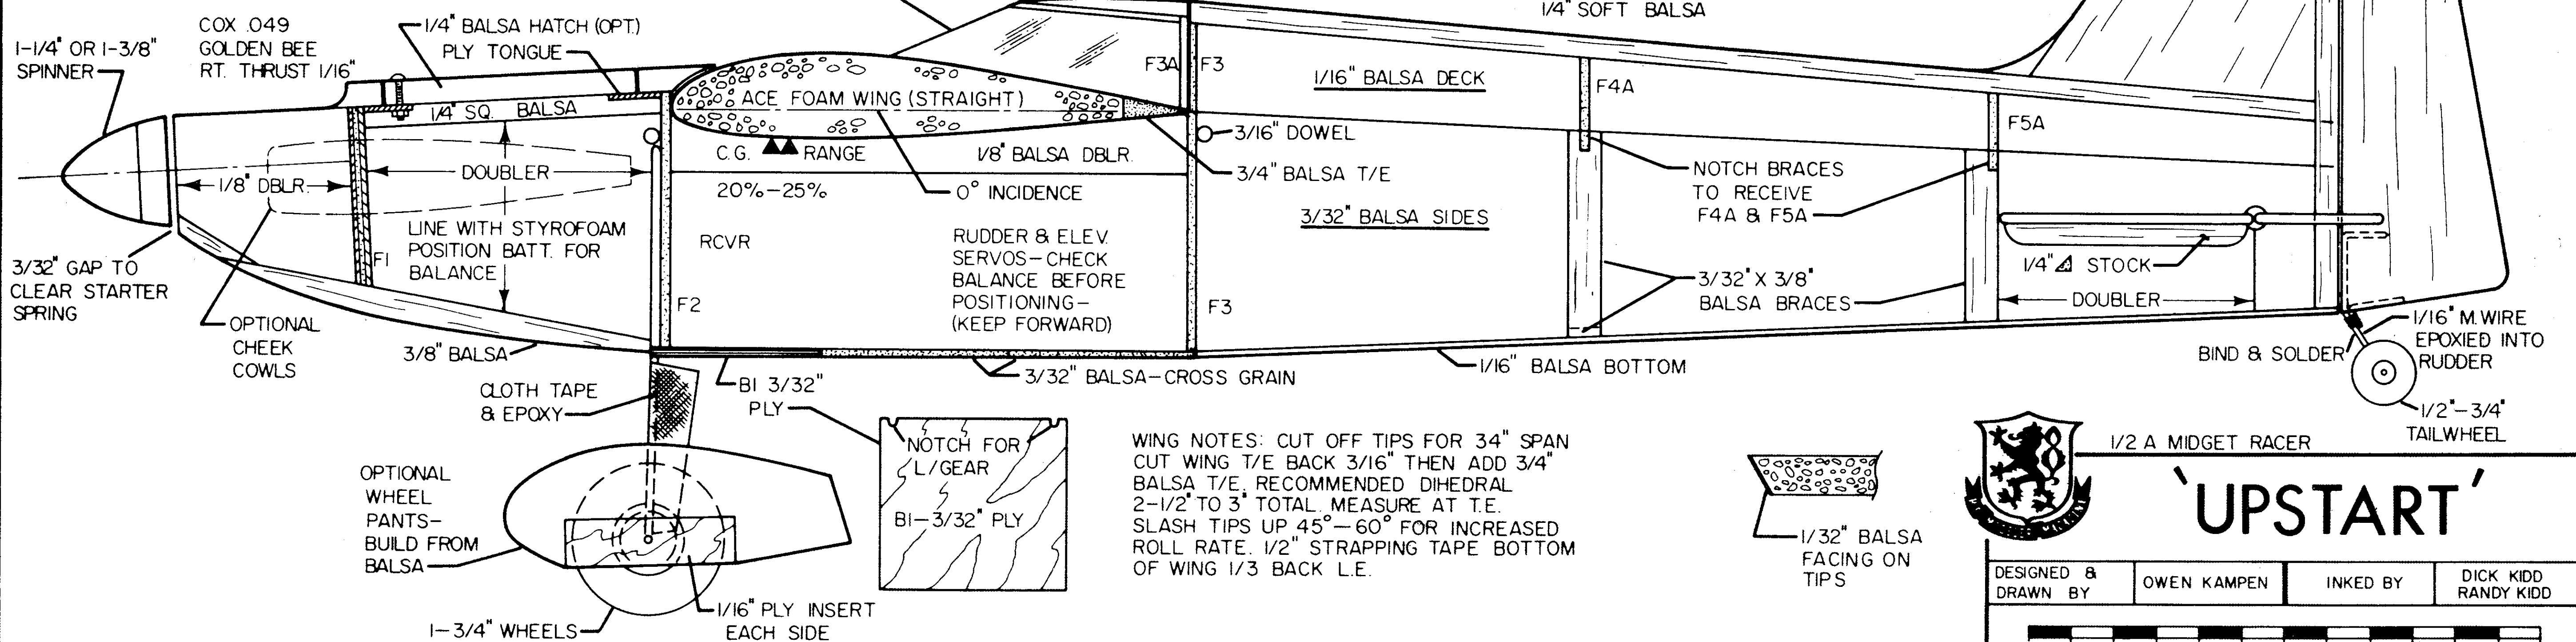 COX .049
GOLDEN BEE
RT. THRUST 1/16"
1-1/4" OR 1-3/8"
SPINNER
1/4" BALSA HATCH (OPT.)
PLY TONGUE
1/4" SQ. BALSA
ACE FOAM WING (STRAIGHT)
F3A
F3
1/4" SOFT BALSA
1/16" BALSA DECK
F4A
F5A
3/16" DOWEL
C.G.
RANGE
1/8" BALSA DBLR.
3/4" BALSA T/E
20%-25%
0° INCIDENCE
1/8" DBLR.
DOUBLER
NOTCH BRACES
TO RECEIVE
F4A & F5A
3/32" BALSA SIDES
LINE WITH STYROFOAM
POSITION BATT. FOR
BALANCE
F1
RCVR
RUDDER & ELEV.
SERVOS-CHECK
BALANCE BEFORE
POSITIONING-
(KEEP FORWARD)
F2
F3
3/32" GAP TO
CLEAR STARTER
SPRING
OPTIONAL
CHEEK
COWLS
3/8" BALSA
3/32" X 3/8"
BALSA BRACES
1/4" STOCK
DOUBLER
1/16" M.WIRE
EPOXIED INTO
RUDDER
BIND & SOLDER
1/16" BALSA BOTTOM
3/32" BALSA-CROSS GRAIN
B1 3/32"
PLY
CLOTH TAPE
& EPOXY
1/2"-3/4"
TAILWHEEL
NOTCH FOR
L/GEAR
B1-3/32" PLY
OPTIONAL
WHEEL
PANTS-
BUILD FROM
BALSA
1/16" PLY INSERT
EACH SIDE
1-3/4" WHEELS
WING NOTES: CUT OFF TIPS FOR 34" SPAN
CUT WING T/E BACK 3/16" THEN ADD 3/4"
BALSA T/E. RECOMMENDED DIHEDRAL
2-1/2" TO 3" TOTAL. MEASURE AT T.E.
SLASH TIPS UP 45°-60° FOR INCREASED
ROLL RATE. 1/2" STRAPPING TAPE BOTTOM
OF WING 1/3 BACK L.E.
1/32" BALSA
FACING ON
TIPS
1/2 A MIDGET RACER
'UPSTART'
DESIGNED &
DRAWN BY
OWEN KAMPEN
INKED BY
DICK KIDD
RANDY KIDD